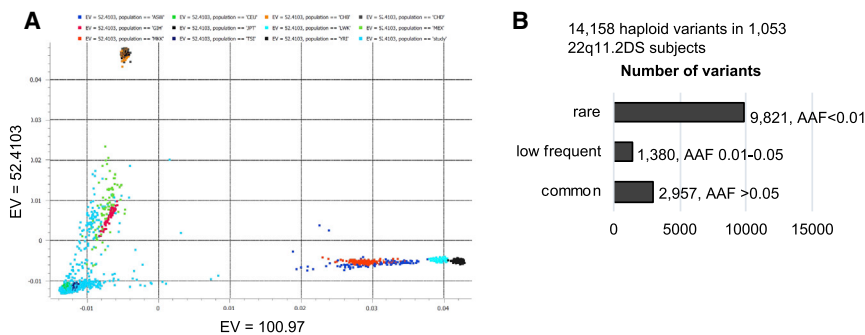 A
EV = 52.4103, population == 'ASW' EV = 52.4103, population == 'CEU' EV = 52.4103, population == 'CHB' EV = 52.4103, population == 'CHD'
EV = 52.4103, population == 'GIH' EV = 52.4103, population == 'JPT' EV = 52.4103, population == 'LWK' EV = 52.4103, population == 'MEX'
EV = 52.4103, population == 'MKK' EV = 52.4103, population == 'TSI' EV = 52.4103, population == 'YRI' EV = 52.4103, population == 'study'
0.04
0.03
0.02
0.01
0
-0.01
-0.01 0 0.01 0.02 0.03 0.04
EV = 52.4103
EV = 100.97
B
14,158 haploid variants in 1,053
22q11.2DS subjects
Number of variants
rare 9,821, AAF<0.01
low frequent 1,380, AAF 0.01-0.05
common 2,957, AAF >0.05
0 5000 10000 15000